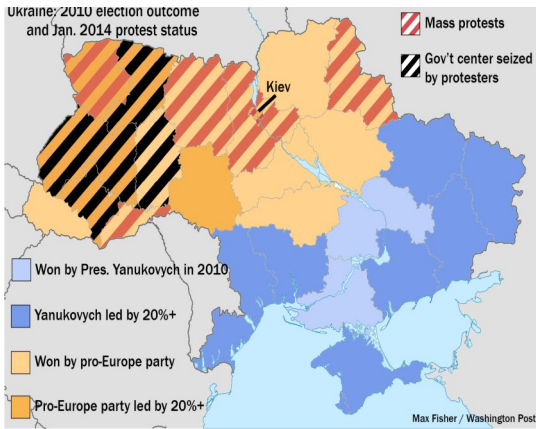 Ukraine: 2010 election outcome
and Jan. 2014 protest status
Mass protests
Gov't center seized
by protesters
Kiev
Won by Pres. Yanukovych in 2010
Yanukovych led by 20%+
Won by pro-Europe party
Pro-Europe party led by 20%+
Max Fisher / Washington Post